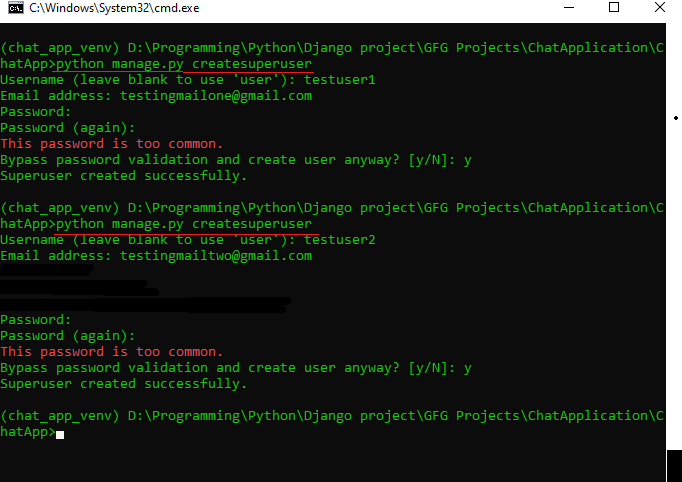 C:\Windows\System32\cmd.exe
(chat_app_venv) D:\Programming\Python\Django project\GFG Projects\ChatApplication\C
hatApp>python manage.py createsuperuser
Username (leave blank to use 'user'): testuser1
Email address: testingmailone@gmail.com
Password:
Password (again):
This password is too common.
Bypass password validation and create user anyway? [y/N]: y
Superuser created successfully.
(chat_app_venv) D:\Programming\Python\Django project\GFG Projects\ChatApplication\C
hatApp>python manage.py createsuperuser
Username (leave blank to use 'user'): testuser2
Email address: testingmailtwo@gmail.com
Password:
Password (again):
This password is too common.
Bypass password validation and create user anyway? [y/N]: y
Superuser created successfully.
(chat_app_venv) D:\Programming\Python\Django project\GFG Projects\ChatApplication\C
hatApp>